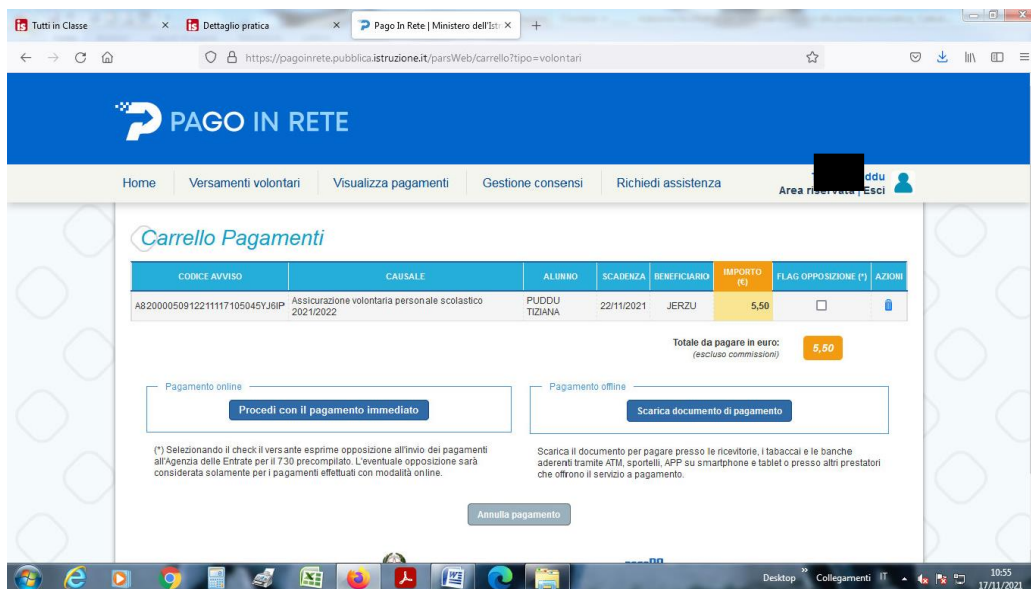 Tutti in Classe
Dettaglio pratica
Pago In Rete | Ministero dell'Istr
https://pagoinrete.pubblica.istruzione.it/parsWeb/carrello?tipo=volontari
PAGO IN RETE
Home Versamenti volontari Visualizza pagamenti Gestione consensi Richiedi assistenza
ddu
Area riservata | Esci
Carrello Pagamenti
CODICE AVVISO CAUSALE ALUNNO SCADENZA BENEFICIARIO IMPORTO (€) FLAG OPPOSIZIONE (*) AZIONI
A82000050912211117105045YJ6IP Assicurazione volontaria personale scolastico 2021/2022 PUDDU TIZIANA 22/11/2021 JERZU 5,50
Totale da pagare in euro:
(escluso commissioni)
5,50
Pagamento online
Procedi con il pagamento immediato
(*) Selezionando il check il versante esprime opposizione all'invio dei pagamenti
all'Agenzia delle Entrate per il 730 precompilato. L'eventuale opposizione sarà
considerata solamente per i pagamenti effettuati con modalità online.
Pagamento offline
Scarica documento di pagamento
Scarica il documento per pagare presso le ricevitorie, i tabaccai e le banche
aderenti tramite ATM, sportelli, APP su smartphone e tablet o presso altri prestatori
che offrono il servizio a pagamento.
Annulla pagamento
Desktop Collegamenti IT
10:55
17/11/2021